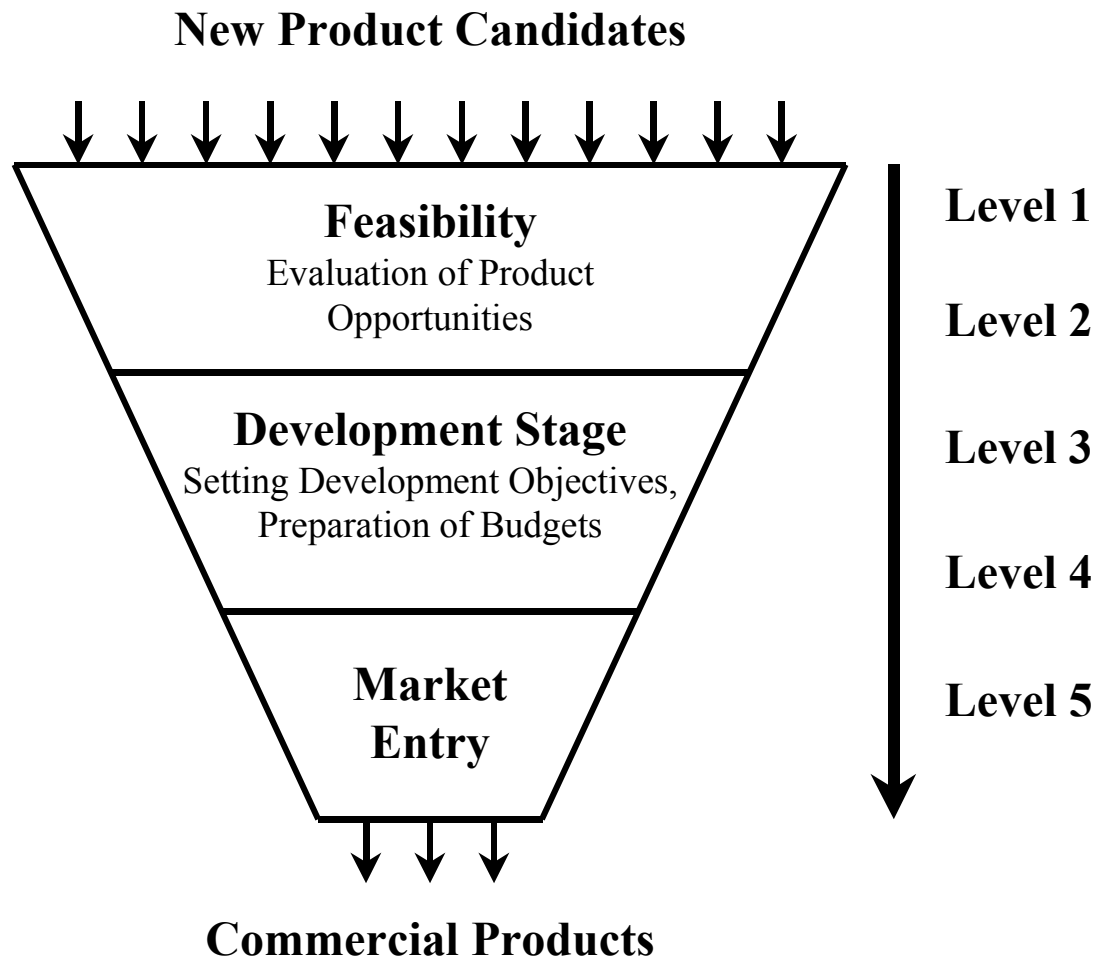 New Product Candidates
Level 1
Feasibility
Evaluation of Product
Opportunities
Level 2
Development Stage
Level 3
Setting Development Objectives,
Preparation of Budgets
Level 4
Market
Entry
Level 5
Commercial Products